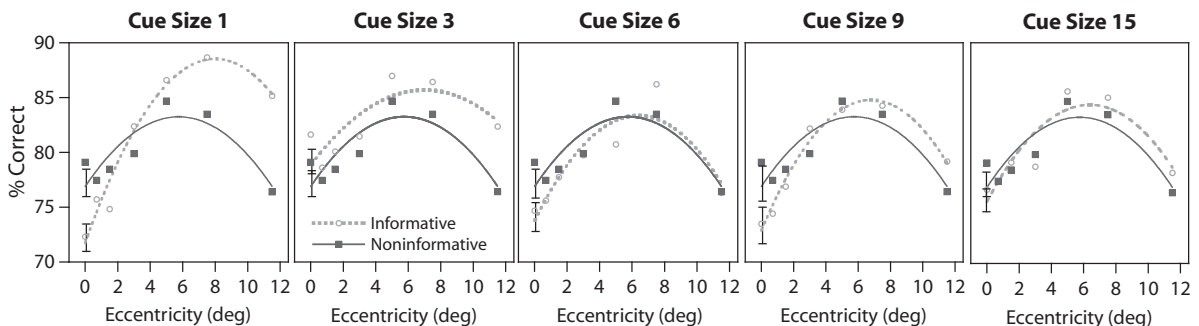 Cue Size 1 Cue Size 3 Cue Size 6 Cue Size 9 Cue Size 15
90
85
80
75
70
% Correct
Informative
Noninformative
0 2 4 6 8 10 12 0 2 4 6 8 10 12 0 2 4 6 8 10 12 0 2 4 6 8 10 12 0 2 4 6 8 10 12
Eccentricity (deg) Eccentricity (deg) Eccentricity (deg) Eccentricity (deg) Eccentricity (deg)